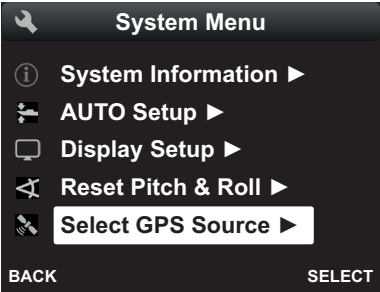 System Menu
System Information ►
AUTO Setup ►
Display Setup ►
Reset Pitch & Roll ►
Select GPS Source ►
BACK SELECT